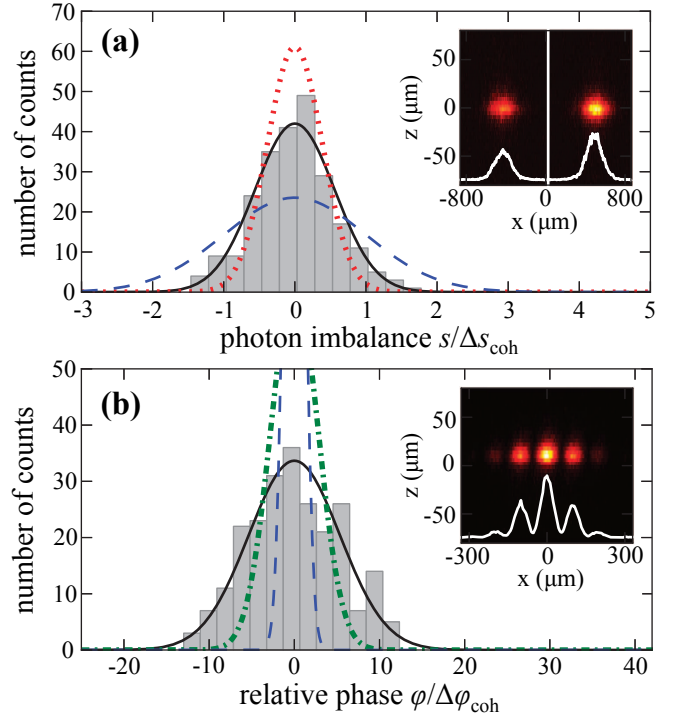 (a)
number of counts
70
60
50
40
30
20
10
0
-3 -2 -1 0 1 2 3 4 5
photon imbalance s/Δs_coh
z (μm)
50
0
-50
-800 0 800
x (μm)
(b)
number of counts
50
40
30
20
10
0
-20 -10 0 10 20 30 40
relative phase φ/Δφ_coh
z (μm)
50
0
-50
-300 0 300
x (μm)